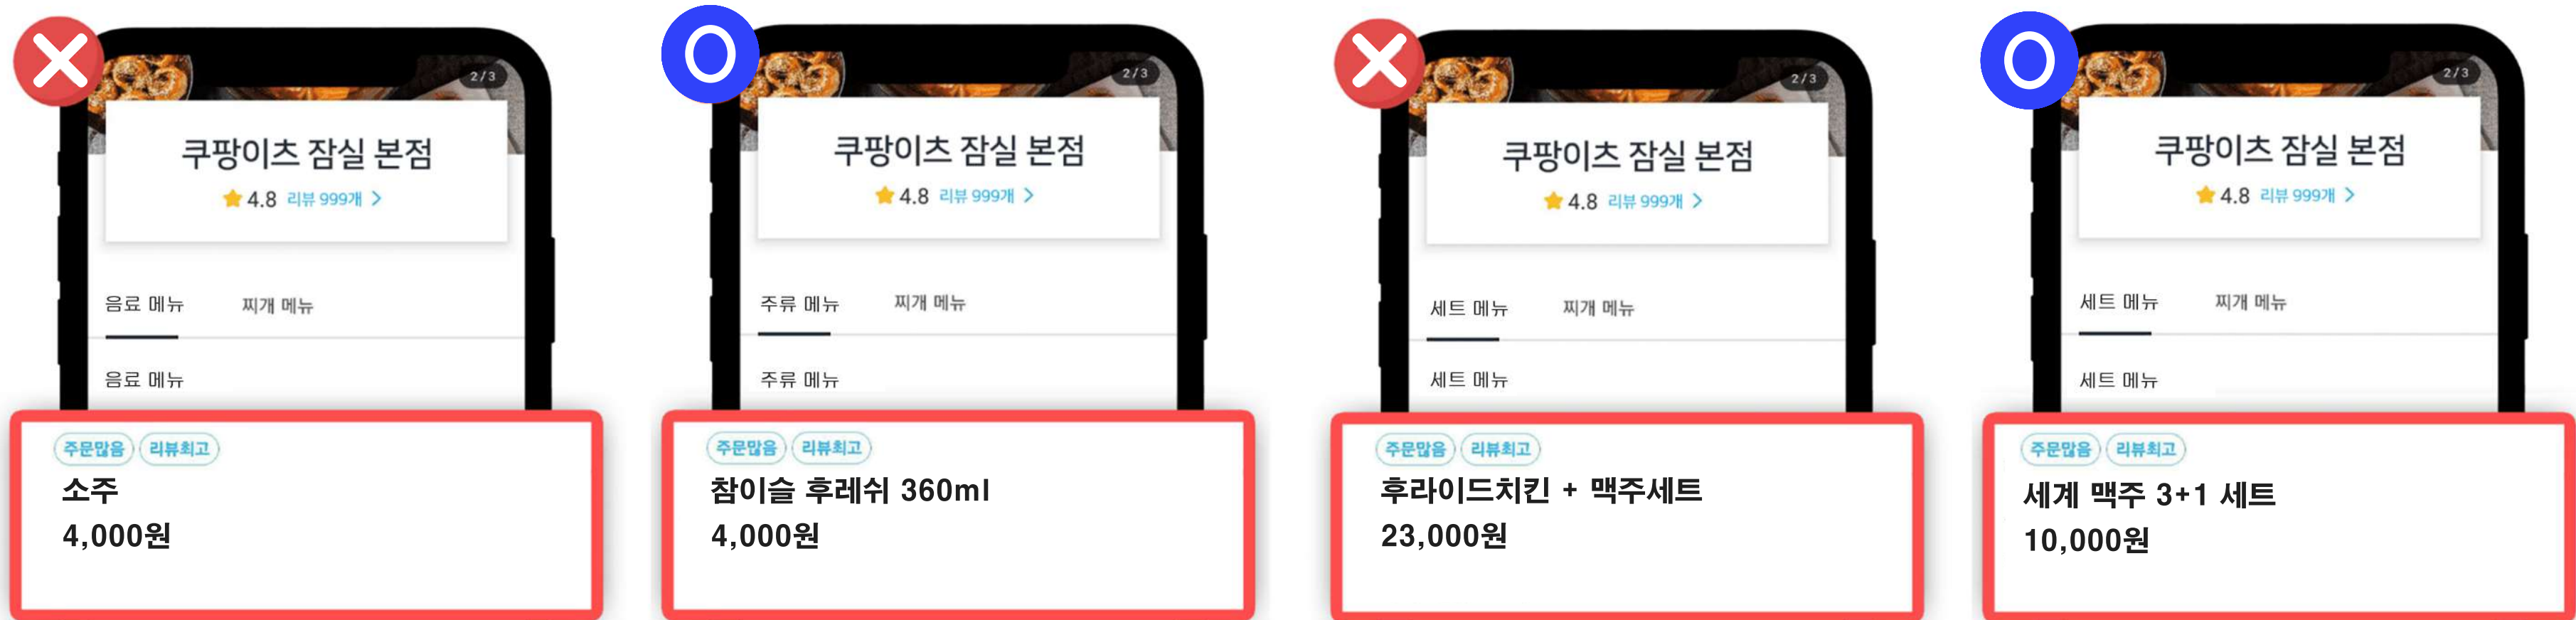 2/3
쿠팡이츠 잠실 본점
4.8 리뷰 999개 >
음료 메뉴 찌개 메뉴
음료 메뉴
주문많음 리뷰최고
소주
4,000원
2/3
쿠팡이츠 잠실 본점
4.8 리뷰 999개 >
주류 메뉴 찌개 메뉴
주류 메뉴
주문많음 리뷰최고
참이슬 후레쉬 360ml
4,000원
2/3
쿠팡이츠 잠실 본점
4.8 리뷰 999개 >
세트 메뉴 찌개 메뉴
세트 메뉴
주문많음 리뷰최고
후라이드치킨 + 맥주세트
23,000원
2/3
쿠팡이츠 잠실 본점
4.8 리뷰 999개 >
세트 메뉴 찌개 메뉴
세트 메뉴
주문많음 리뷰최고
세계 맥주 3+1 세트
10,000원